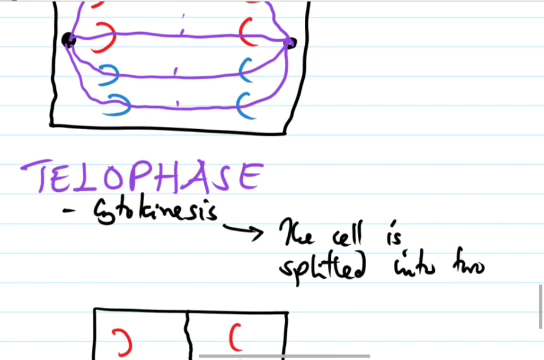 TELOPHASE
- Cytokinesis
The cell is
splitted into two